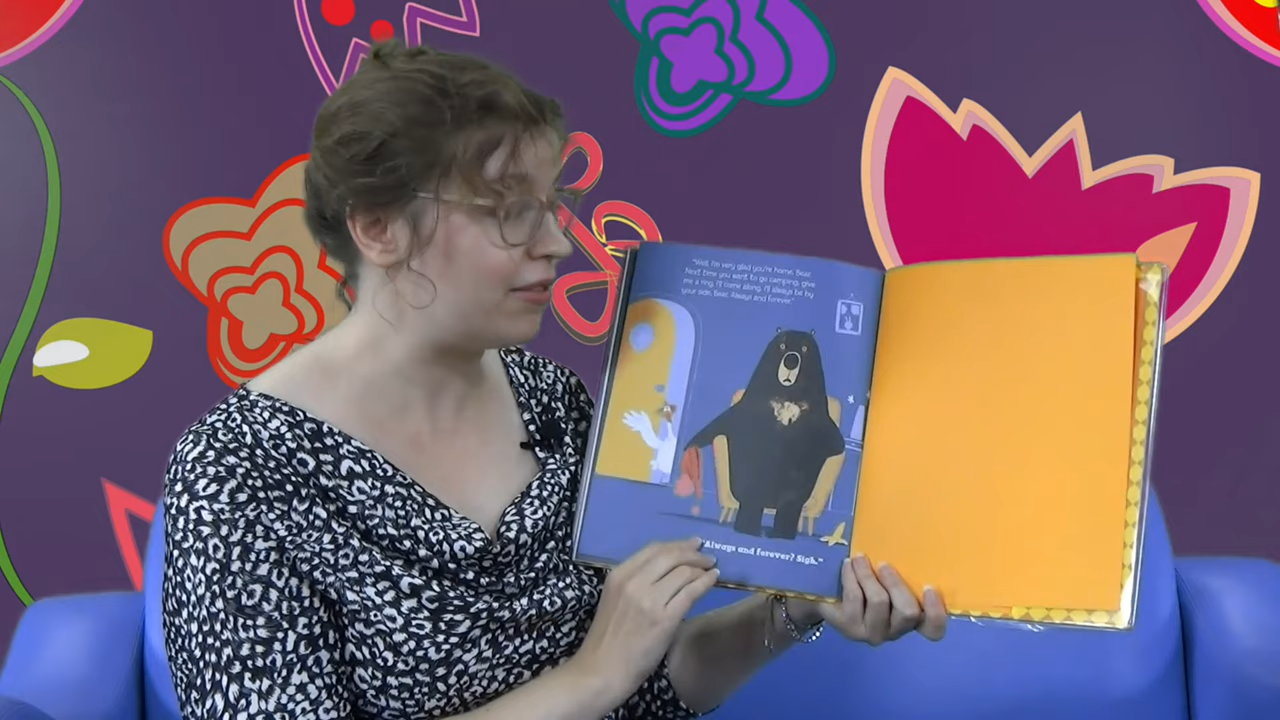 "Well, I'm very glad you're home, Bear.
Next time you want to go camping, give
me a ring. I'll come along. I'll always be by
your side, Bear. Always and forever."
"Always and forever? Sigh."